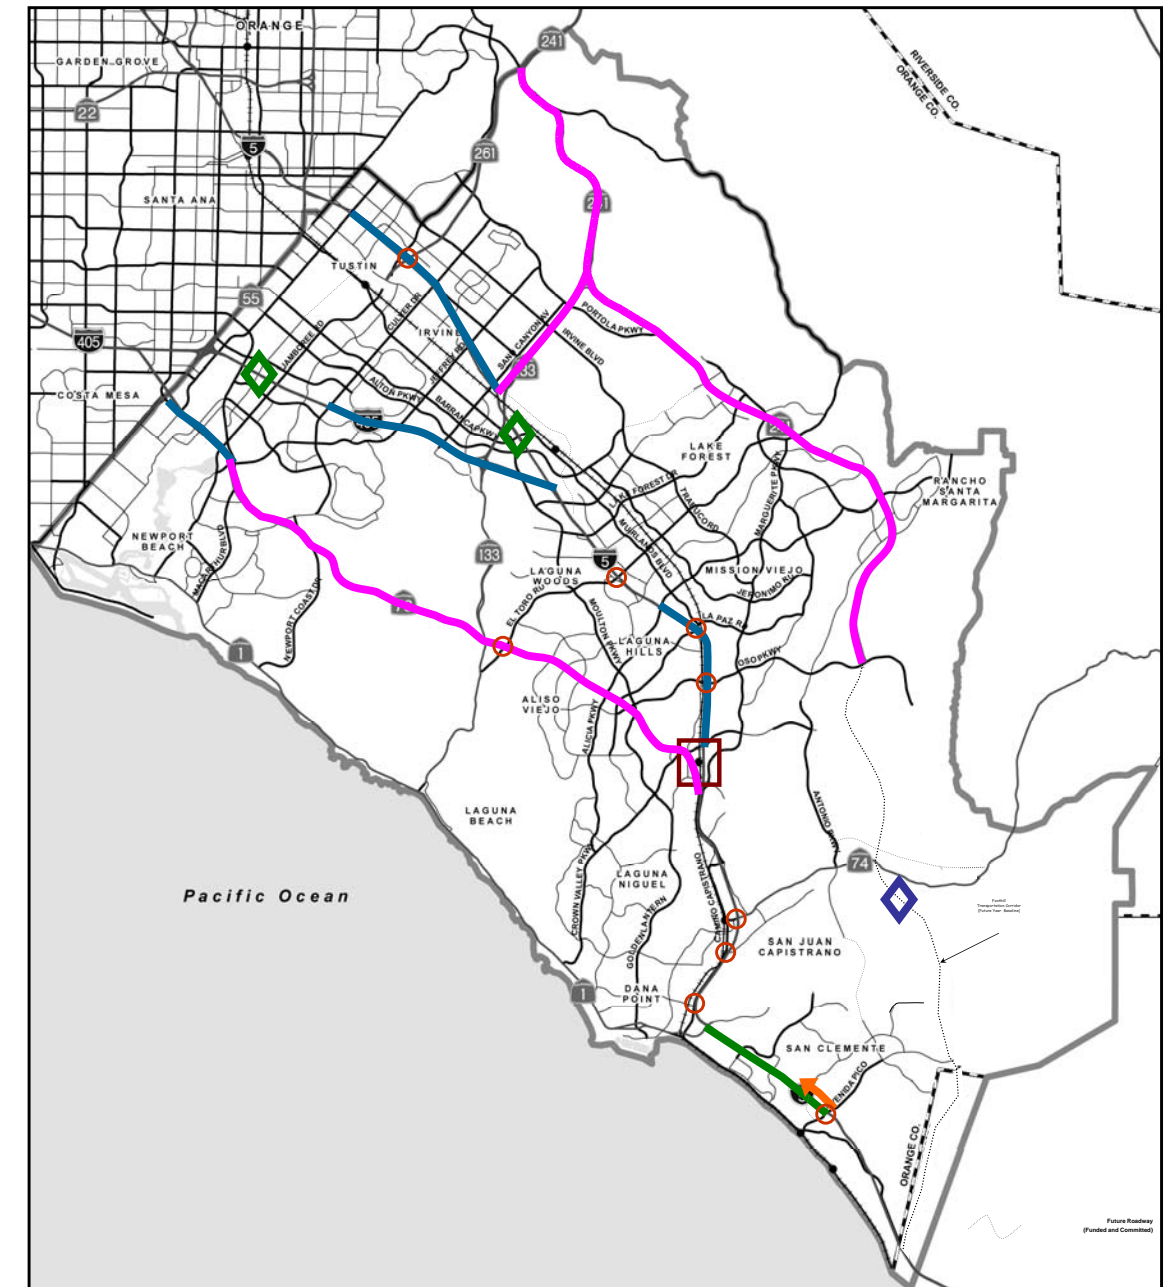 ORANGE
241
GARDEN GROVE
RIVERSIDE CO.
ORANGE CO.
22
5
261
SANTA ANA
TUSTIN
55
CULVER DR
PORTOLA PKWY
405
JAMBOREE RD
IRVINE
SAND CANYON AV
IRVINE BLVD
JEFFREY RD
COSTA MESA
ALTON PKWY
BARRANCA PKWY
LAKE
FOREST
MARGUERITE PKWY
RANCHO
SANTA
MARGARITA
LAKE FOREST DR
TRABUCO RD
NEWPORT
BEACH
MACARTHUR BLVD
MUIRLANDS BLVD
133
5
LAGUNA
WOODS
MISSION VIEJO
JERONIMO RD
EL TORO RD
NEWPORT COAST DR
MOULTON PKWY
LA PAZ RD
LAGUNA
HILLS
1
OSO PKWY
ALISO
VIEJO
ALICIA PKWY
LAGUNA
BEACH
ANTONIO PKWY
74
CROWN VALLEY PKWY
CAMINO CAPISTRANO
LAGUNA
NIGUEL
Pacific Ocean
GOLDEN LANTERN
Foothill
Transportation Corridor
(Future Year Baseline)
SAN JUAN
CAPISTRANO
1
DANA
POINT
SAN CLEMENTE
AVENIDA PICO
ORANGE CO.
Future Roadway
(Funded and Committed)